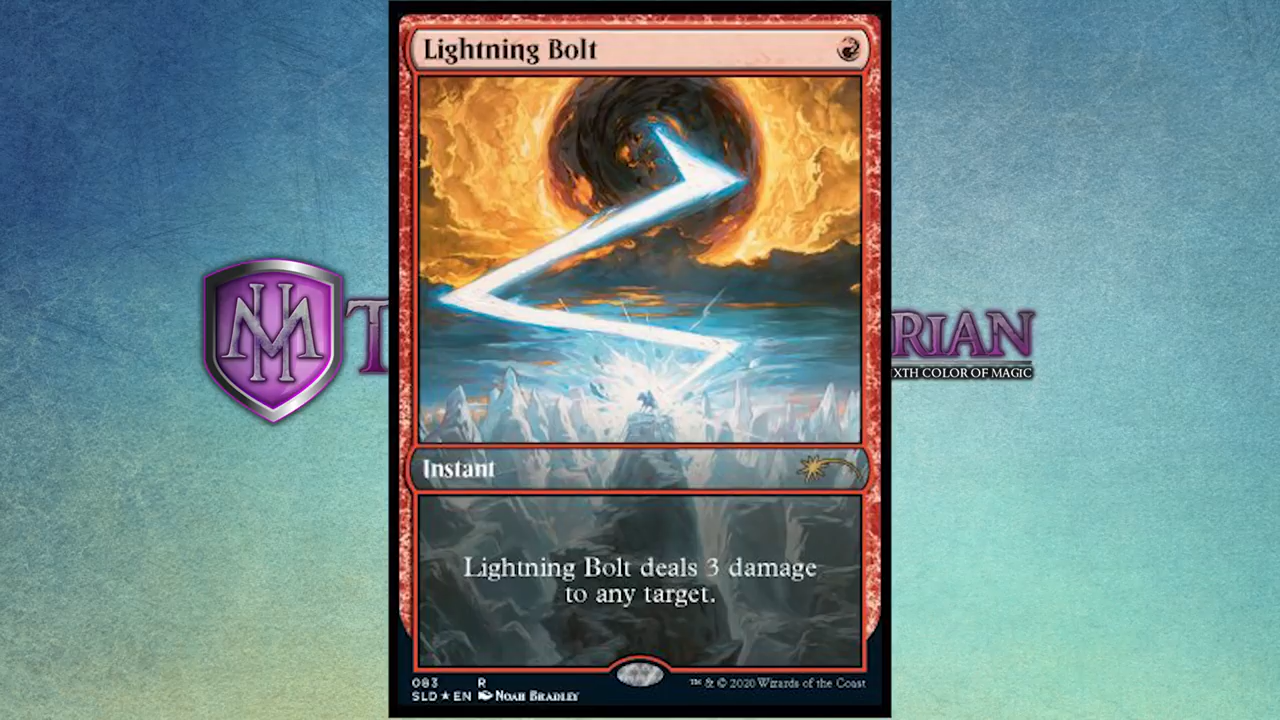 Lightning Bolt
RIAN
XTH COLOR OF MAGIC
Instant
Lightning Bolt deals 3 damage
to any target.
083 R
SLD ★ EN Noah Bradley
™ & © 2020 Wizards of the Coast